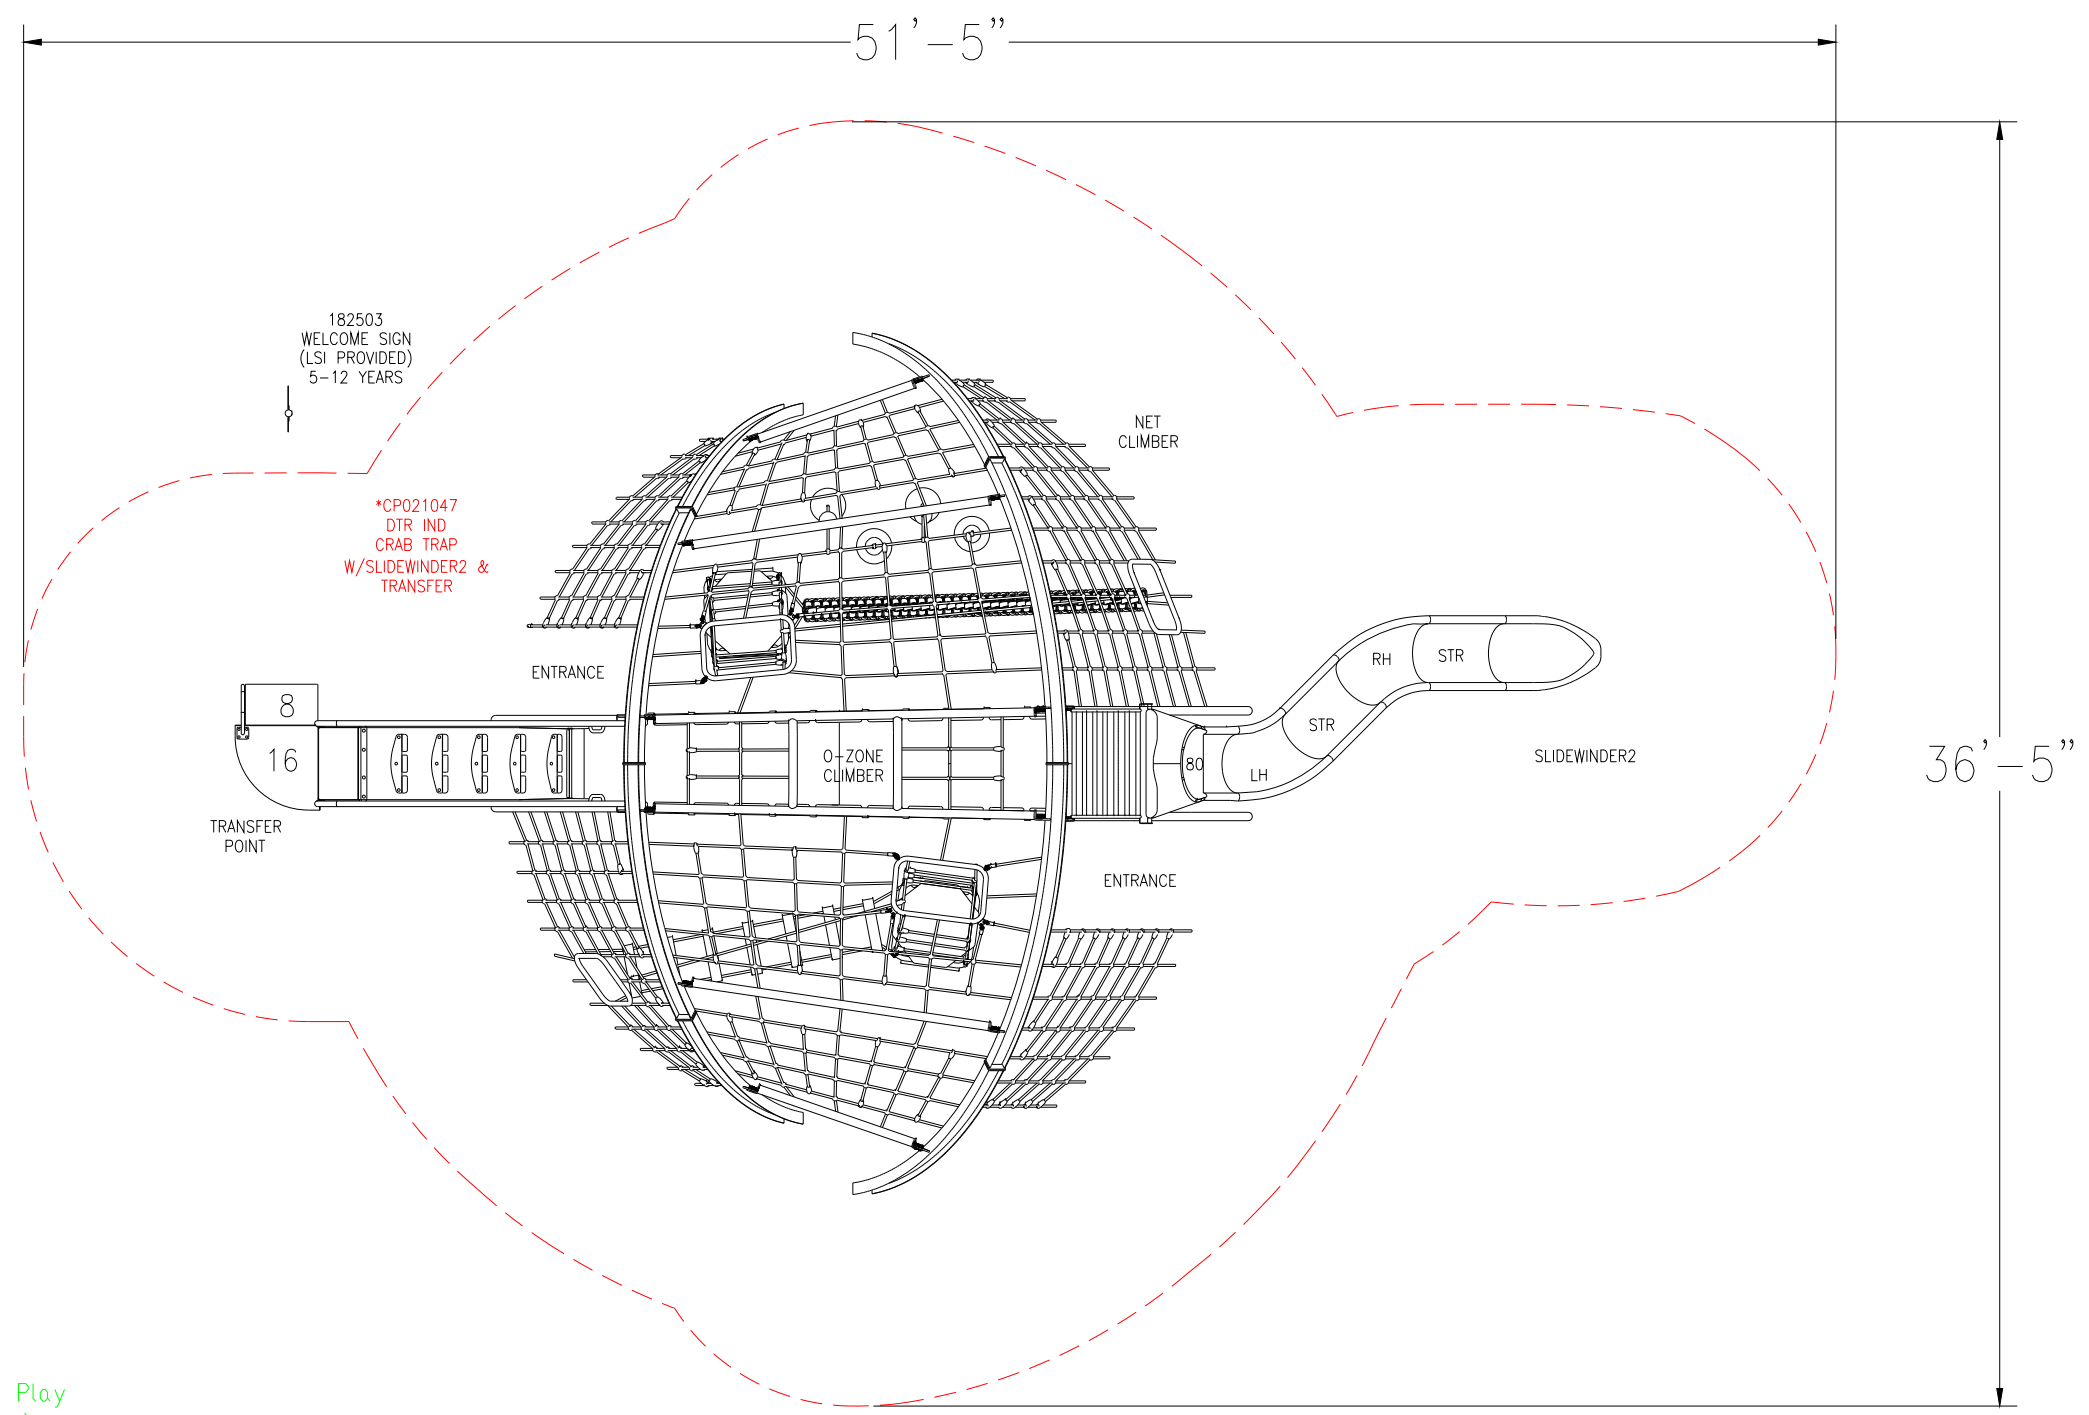 51'-5"
182503
WELCOME SIGN
(LSI PROVIDED)
5-12 YEARS
NET
CLIMBER
*CP021047
DTR IND
CRAB TRAP
W/SLIDEWINDER2 &
TRANSFER
ENTRANCE
RH
STR
8
STR
16
O-ZONE
CLIMBER
80
LH
SLIDEWINDER2
36'-5"
TRANSFER
POINT
ENTRANCE
Play